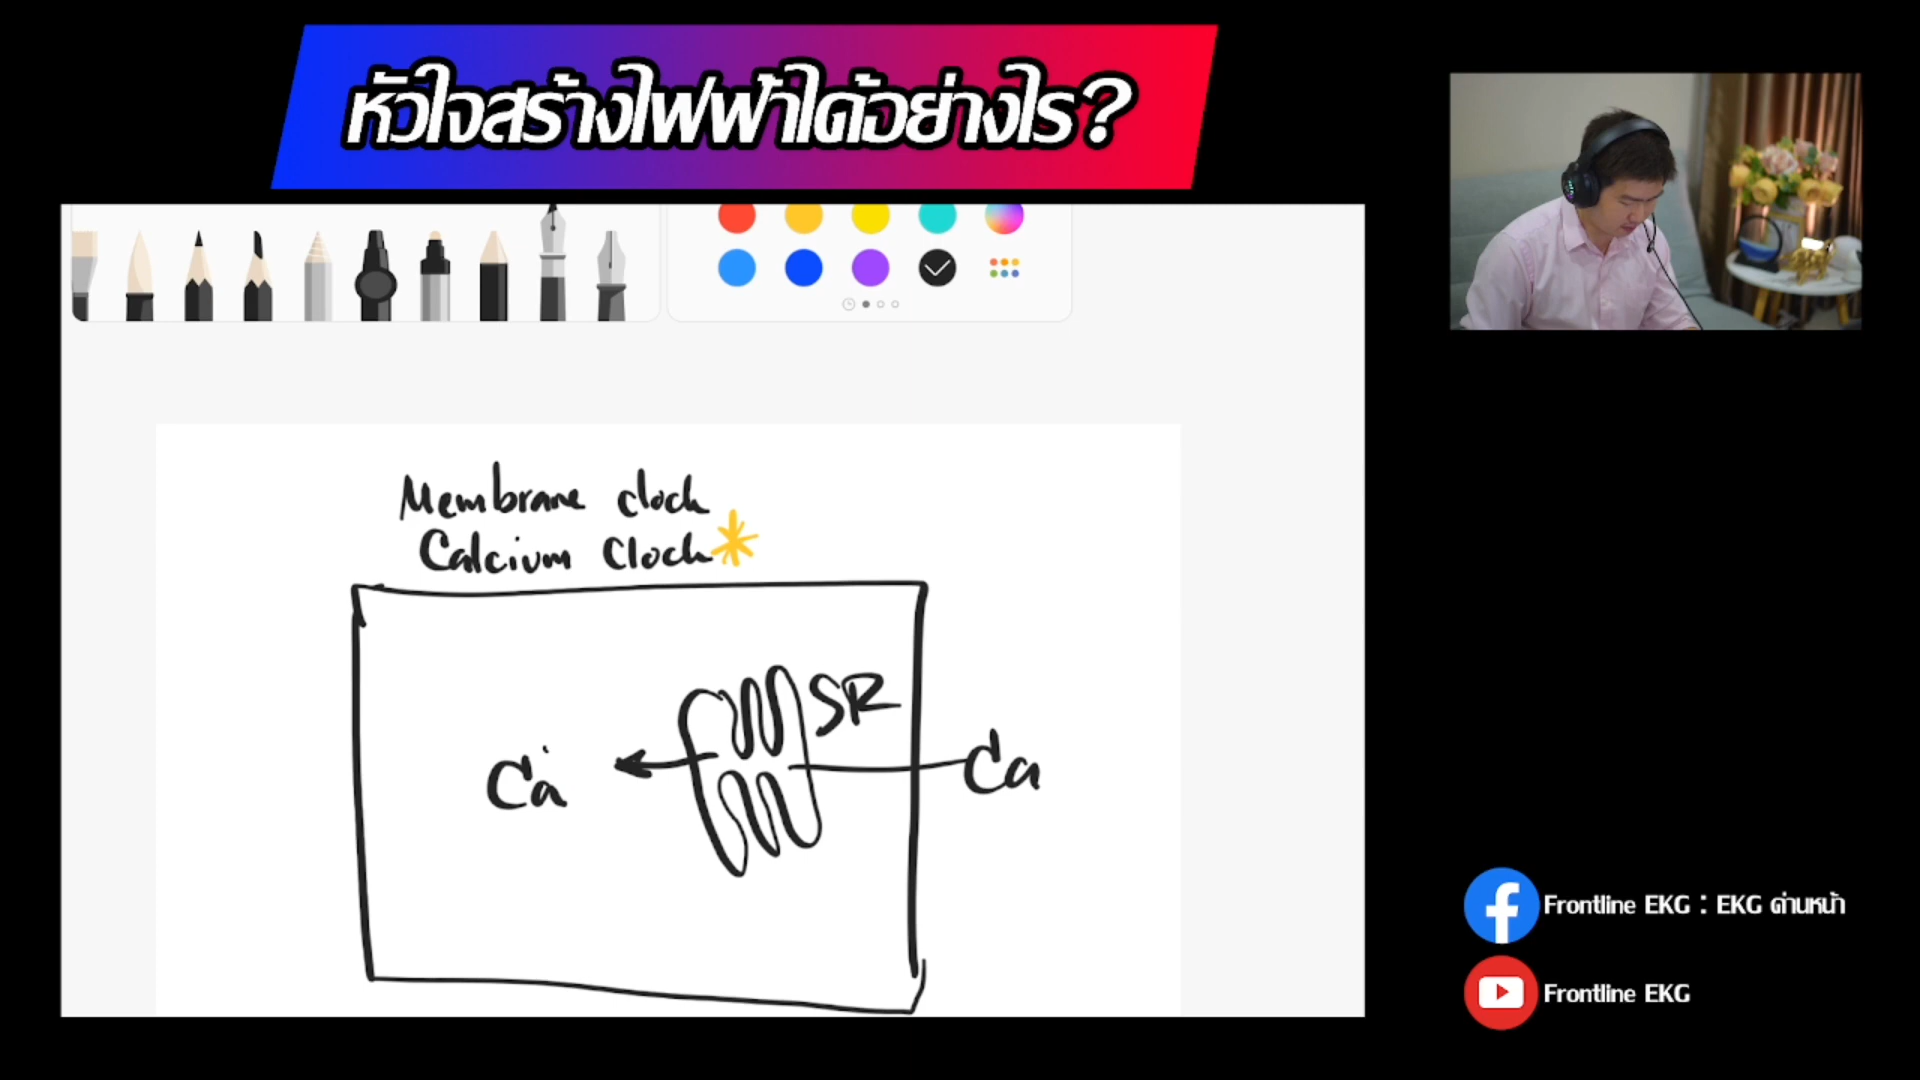 หัวใจสร้างไฟฟ้าได้อย่างไร?
Membrane clock
Calcium Clock
SR
Ca
Ca
Frontline EKG : EKG ด่านหน้า
Frontline EKG